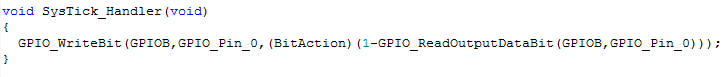 void SysTick_Handler(void)
{
  GPIO_WriteBit(GPIOB,GPIO_Pin_0,(BitAction)(1-GPIO_ReadOutputDataBit(GPIOB,GPIO_Pin_0)));
}